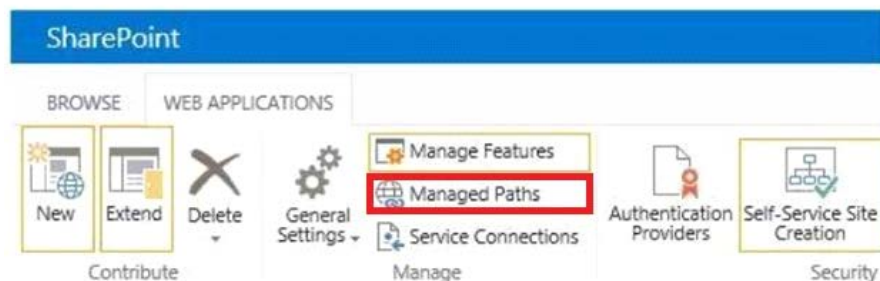 SharePoint
BROWSE WEB APPLICATIONS
New
Extend
Delete
General
Settings
Manage Features
Managed Paths
Service Connections
Authentication
Providers
Self-Service Site
Creation
Contribute
Manage
Security